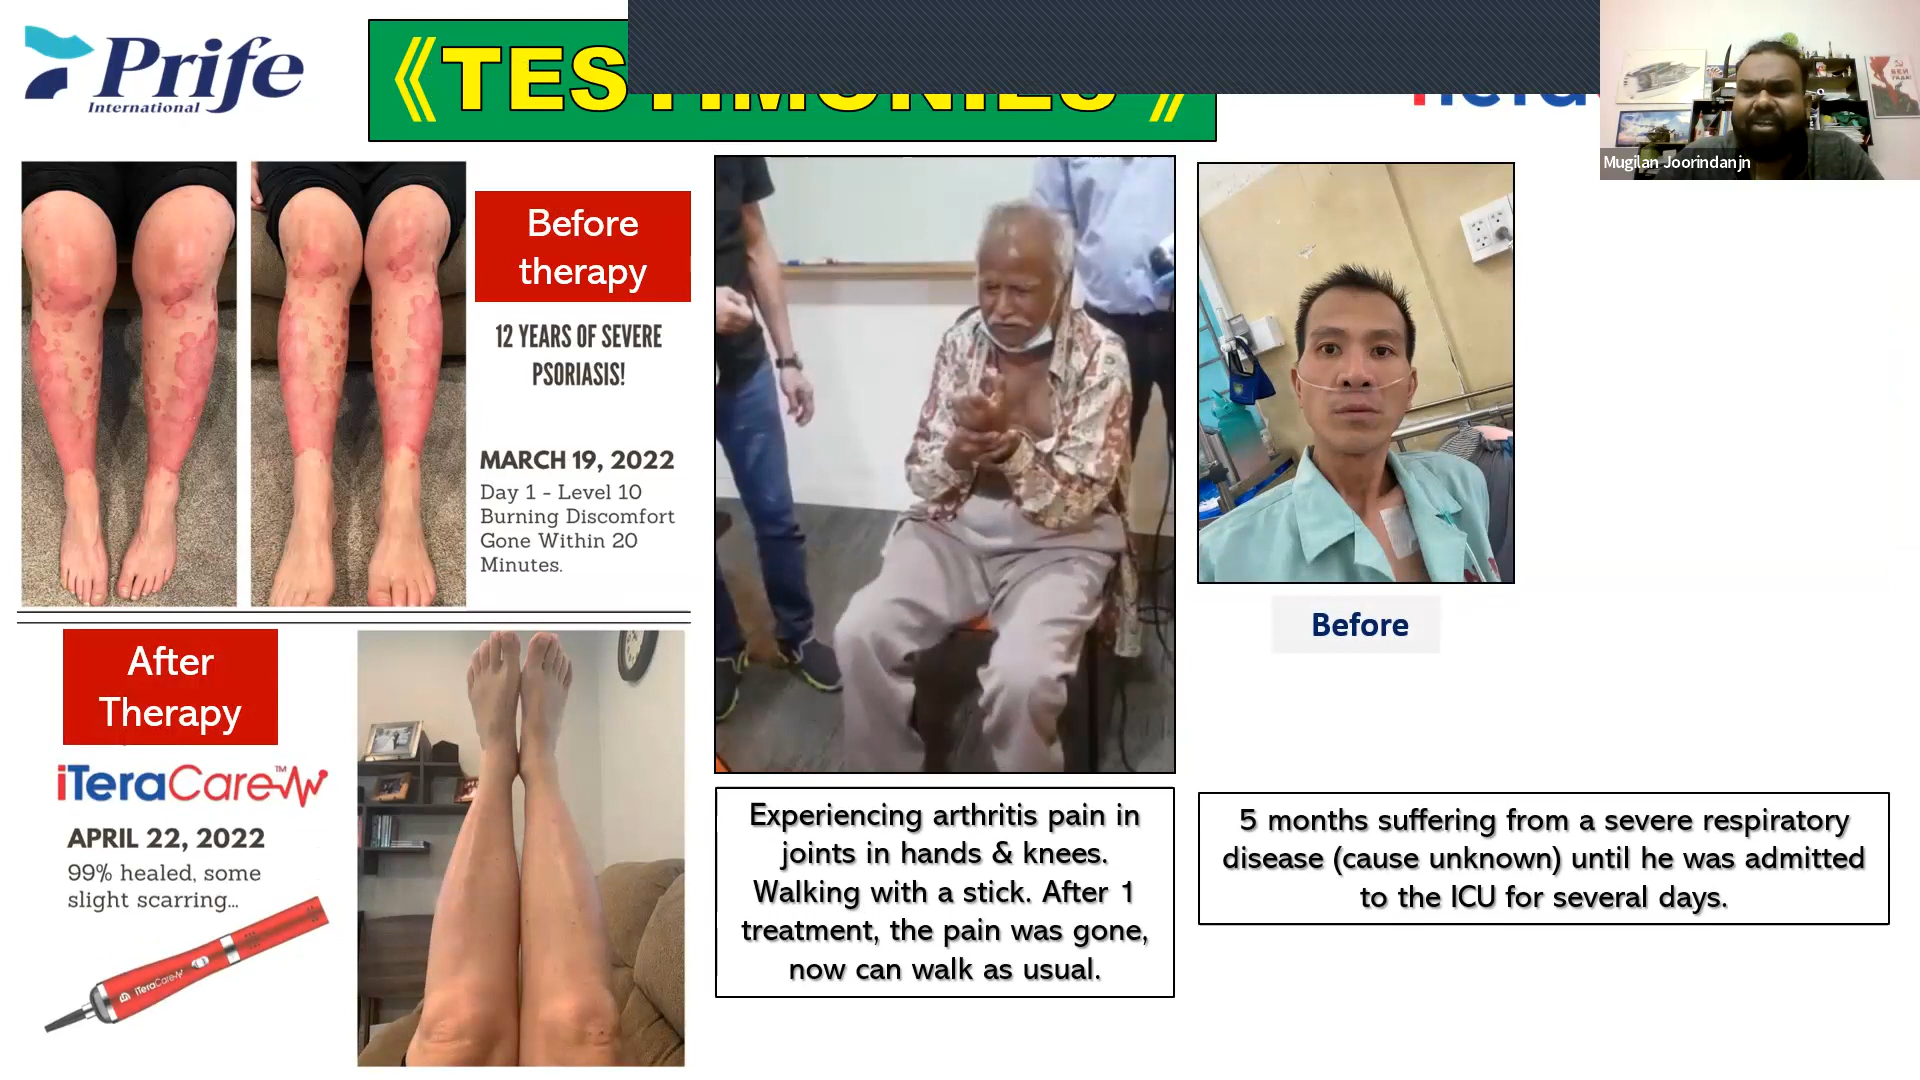 Prife
International
《TESTIMONIES》
Mugilan Joorindanjn
Before
therapy
12 YEARS OF SEVERE
PSORIASIS!
MARCH 19, 2022
Day 1 - Level 10
Burning Discomfort
Gone Within 20
Minutes.
After
Therapy
iTeraCare™
APRIL 22, 2022
99% healed, some
slight scarring...
iTeraCare
Experiencing arthritis pain in
joints in hands & knees.
Walking with a stick. After 1
treatment, the pain was gone,
now can walk as usual.
Before
5 months suffering from a severe respiratory
disease (cause unknown) until he was admitted
to the ICU for several days.